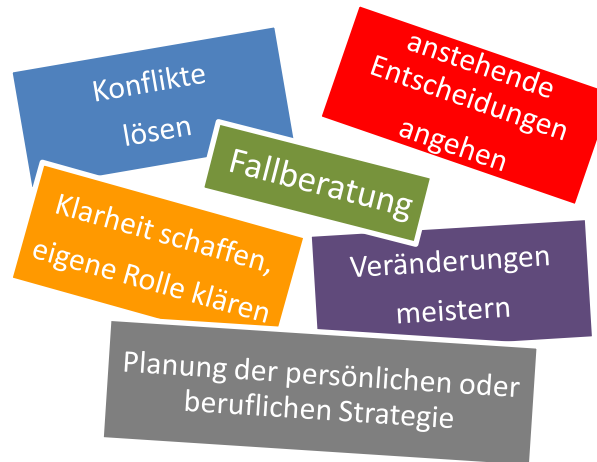 Konflikte
lösen
anstehende
Entscheidungen
angehen
Fallberatung
Klarheit schaffen,
eigene Rolle klären
Veränderungen
meistern
Planung der persönlichen oder
beruflichen Strategie